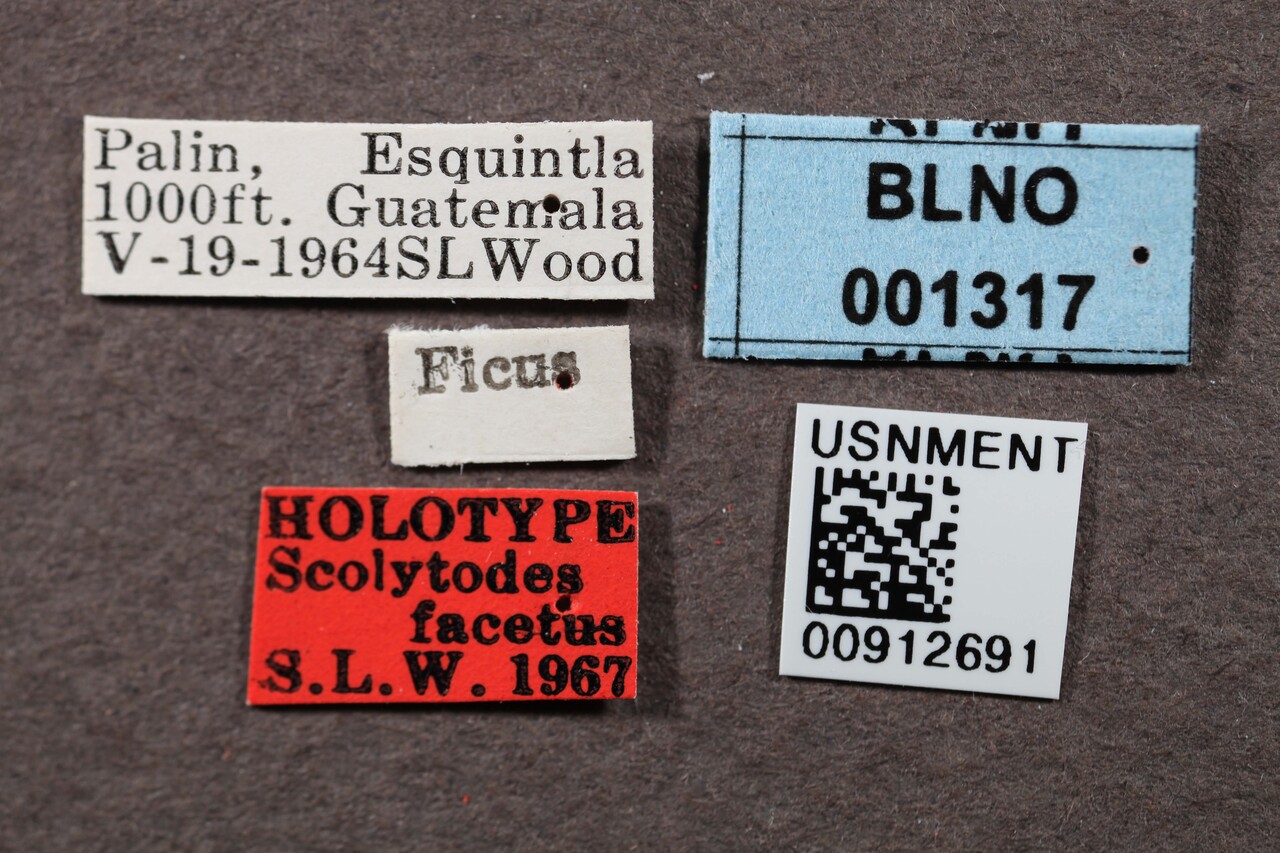 Palin, Esquintla
1000ft. Guatemala
V-19-1964SLWood
Ficus
HOLOTYPE
Scolytodes
facetus
S.L.W. 1967
BLNO
001317
USNMENT
00912691